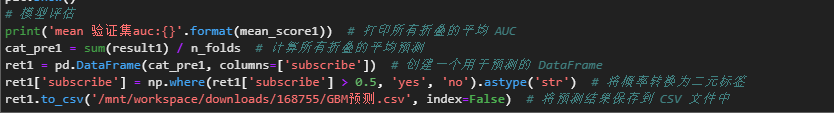 # 模型评估
print('mean 验证集auc:{}'.format(mean_score1))  # 打印所有折叠的平均 AUC
cat_pre1 = sum(result1) / n_folds  # 计算所有折叠的平均预测
ret1 = pd.DataFrame(cat_pre1, columns=['subscribe'])  # 创建一个用于预测的 DataFrame
ret1['subscribe'] = np.where(ret1['subscribe'] > 0.5, 'yes', 'no').astype('str')  # 将概率转换为二元标签
ret1.to_csv('/mnt/workspace/downloads/168755/GBM预测.csv', index=False)  # 将预测结果保存到 CSV 文件中